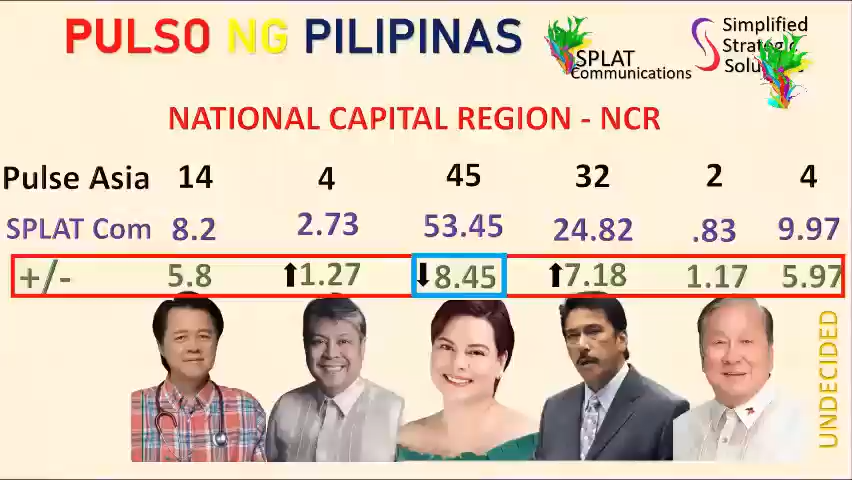 PULSO NG PILIPINAS
SPLAT
Communications
Simplified
Strategic
NATIONAL CAPITAL REGION - NCR
Pulse Asia 14 4 45 32 2 4
SPLAT Com 8.2 2.73 53.45 24.82 .83 9.97
+/- 5.8 ⬆1.27 ⬇8.45 ⬆7.18 1.17 5.97
UNDECIDED